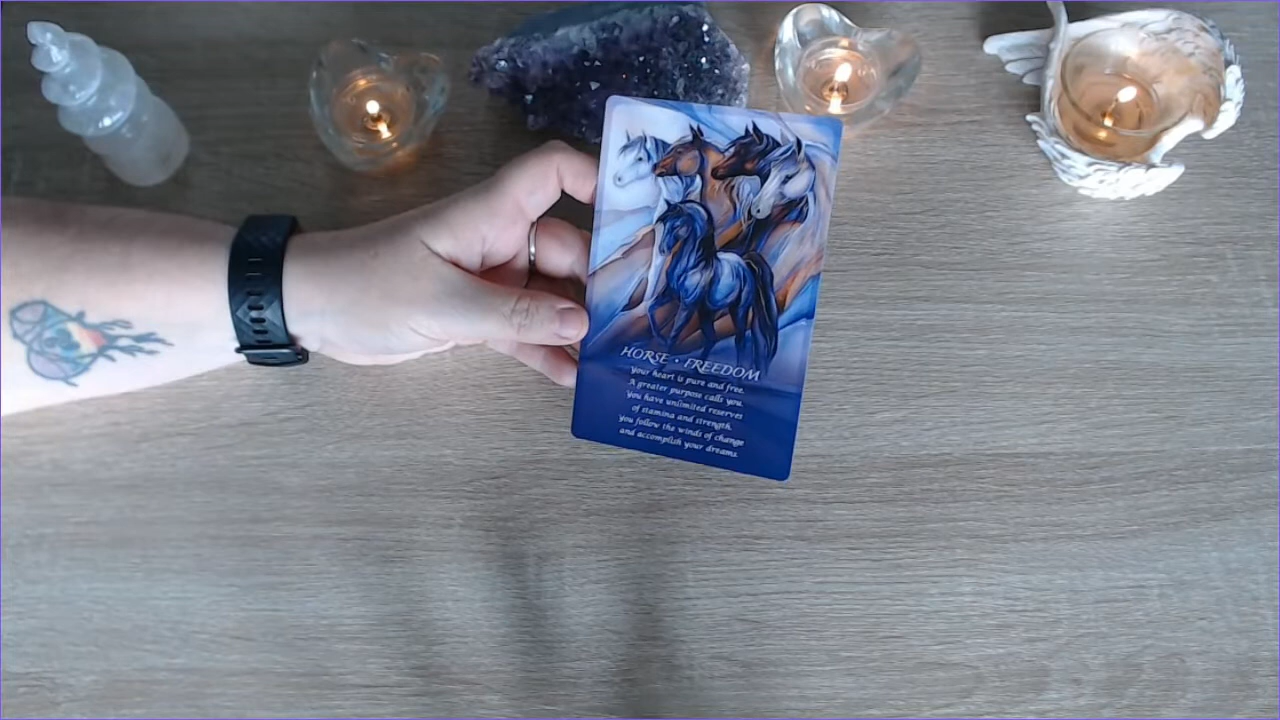 HORSE • FREEDOM
Your heart is pure and free.
A greater purpose calls you.
You have unlimited reserves
of stamina and strength.
You follow the winds of change
and accomplish your dreams.